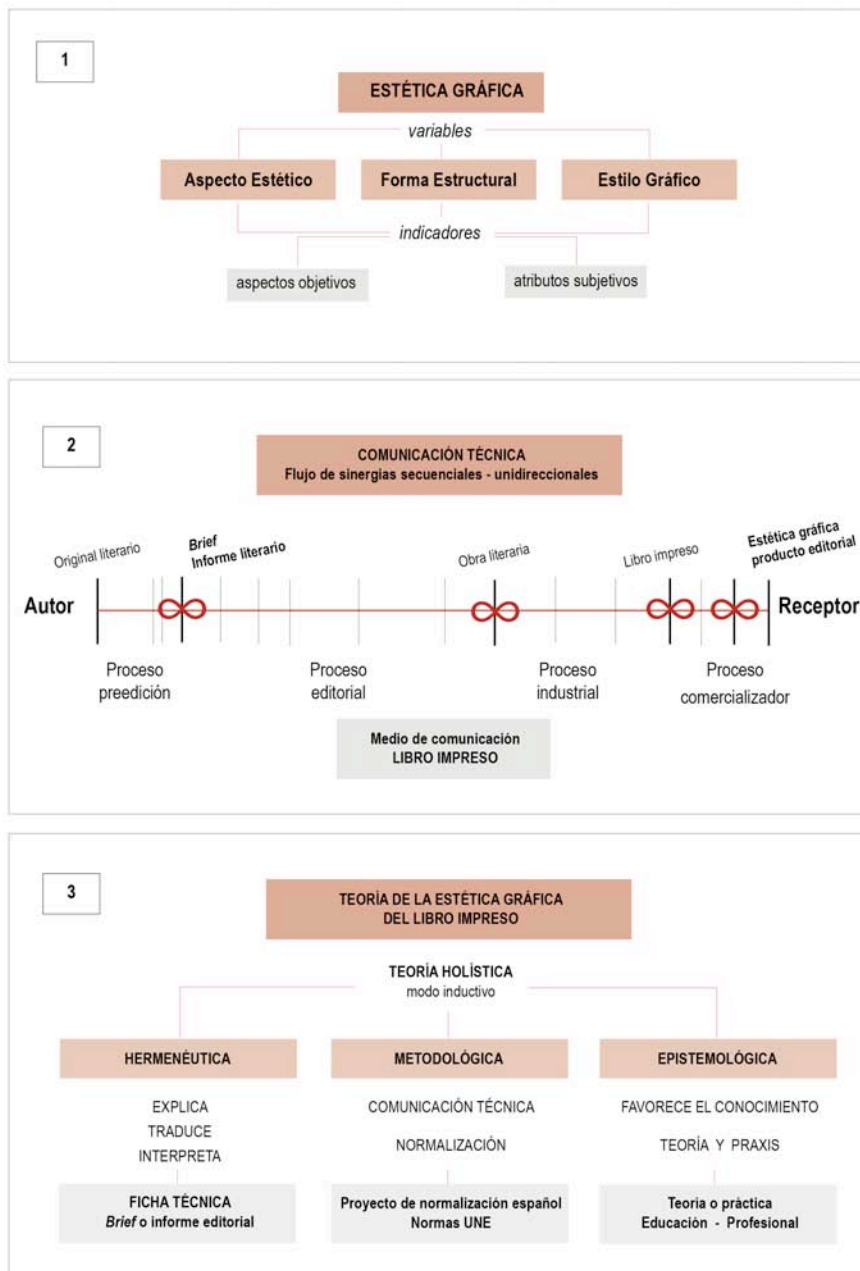 1
ESTÉTICA GRÁFICA
variables
Aspecto Estético
Forma Estructural
Estilo Gráfico
indicadores
aspectos objetivos
atributos subjetivos
2
COMUNICACIÓN TÉCNICA
Flujo de sinergias secuenciales - unidireccionales
Original literario
Brief
Informe literario
Obra literaria
Libro impreso
Estética gráfica
producto editorial
Autor
Receptor
Proceso
preedición
Proceso
editorial
Proceso
industrial
Proceso
comercializador
Medio de comunicación
LIBRO IMPRESO
3
TEORÌA DE LA ESTÉTICA GRÁFICA
DEL LIBRO IMPRESO
TEORÍA HOLÍSTICA
modo inductivo
HERMENÉUTICA
EXPLICA
TRADUCE
INTERPRETA
FICHA TÉCNICA
Brief o informe editorial
METODOLÓGICA
COMUNICACIÓN TÉCNICA
NORMALIZACIÓN
Proyecto de normalización español
Normas UNE
EPISTEMOLÓGICA
FAVORECE EL CONOCIMIENTO
TEORÍA Y PRAXIS
Teoría o práctica
Educación - Profesional